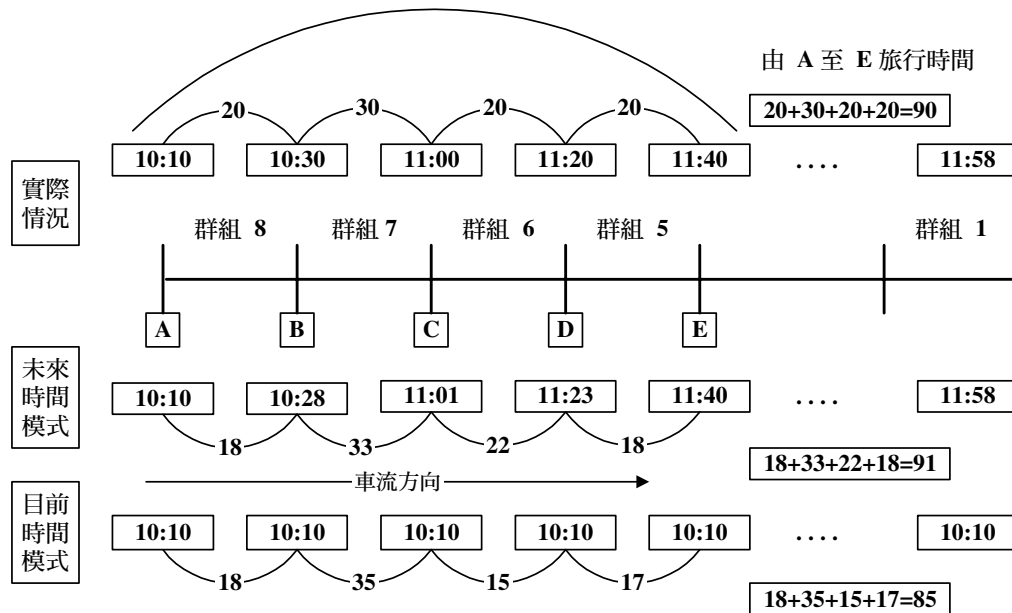 由 A 至 E 旅行時間
20 30 20 20 20+30+20+20=90
10:10 10:30 11:00 11:20 11:40 .... 11:58
實際
情況
群組 8 群組 7 群組 6 群組 5 群組 1
A B C D E
未來
時間
模式
10:10 10:28 11:01 11:23 11:40 .... 11:58
18 33 22 18 18+33+22+18=91
車流方向
目前
時間
模式
10:10 10:10 10:10 10:10 10:10 .... 10:10
18 35 15 17 18+35+15+17=85